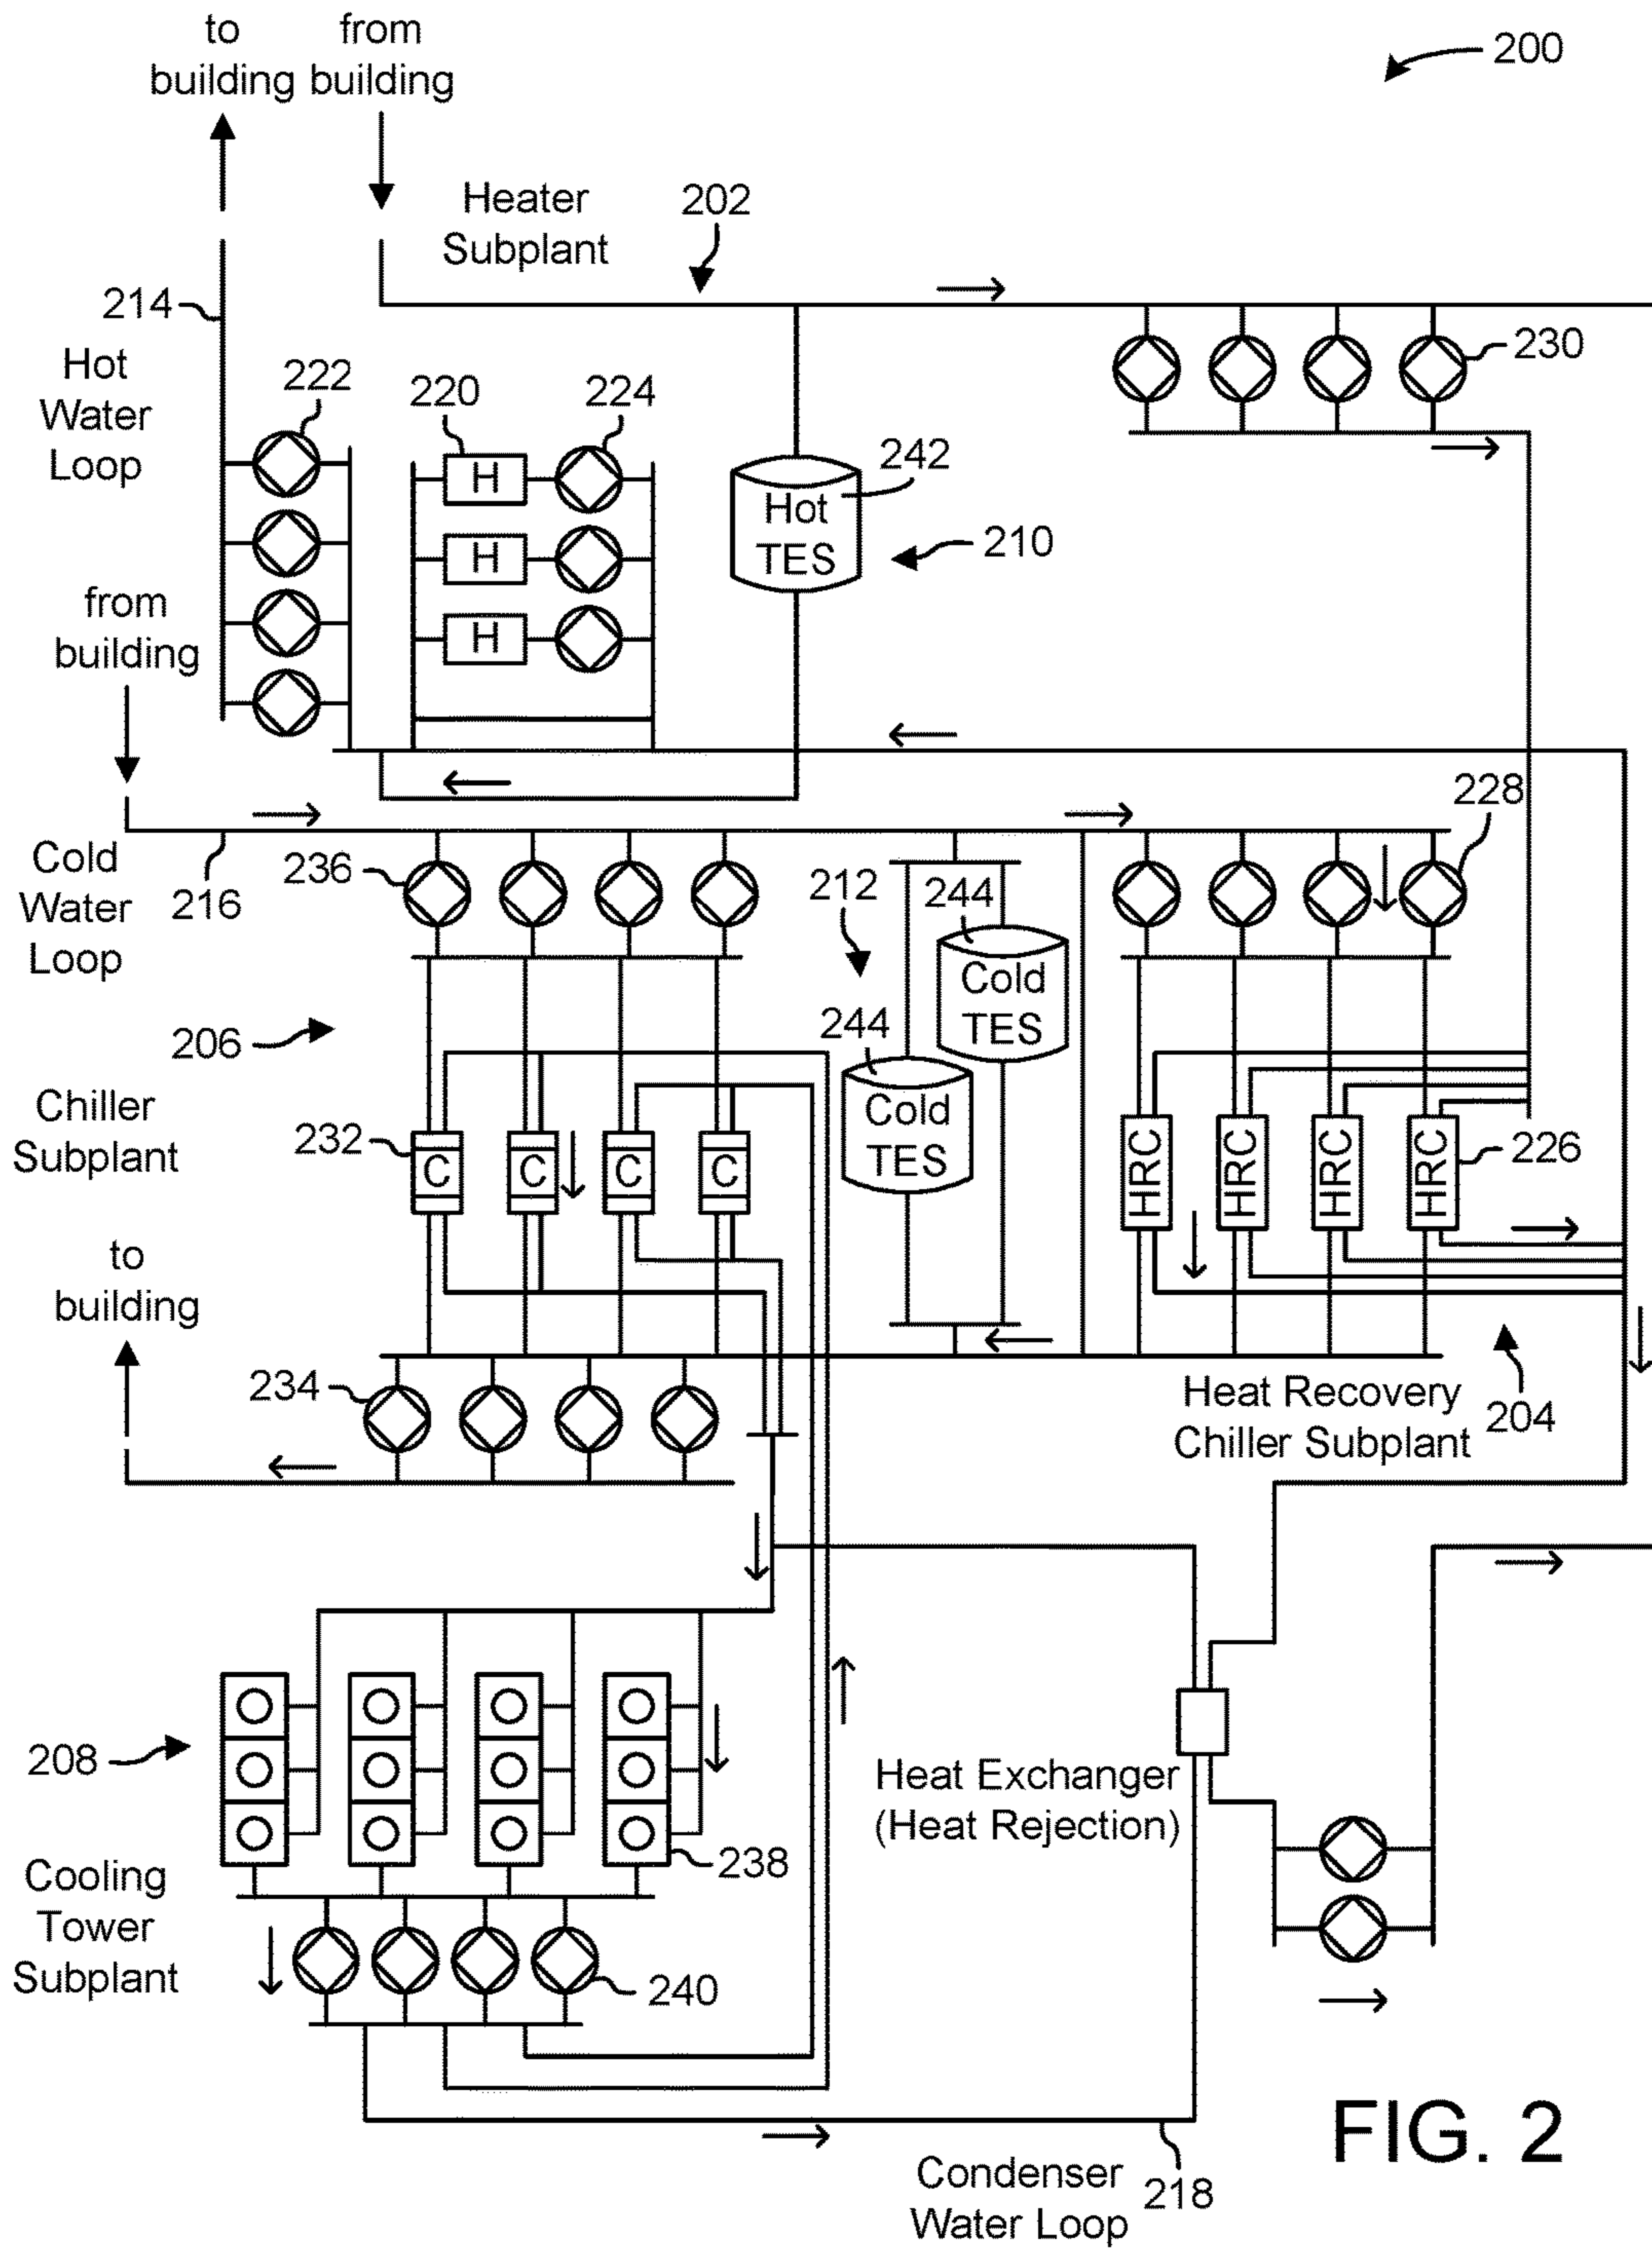 to
building
from
building
200
Heater
Subplant
202
214
Hot
Water
Loop
222
220
224
230
H
H
H
Hot
TES
242
210
from
building
228
Cold
Water
Loop
216
236
212
244
Cold
TES
244
Cold
TES
206
Chiller
Subplant
232
C
C
C
C
HRC
HRC
HRC
HRC
226
to
building
234
Heat Recovery
Chiller Subplant
204
208
Heat Exchanger
(Heat Rejection)
238
Cooling
Tower
Subplant
240
Condenser
Water Loop
218
FIG. 2